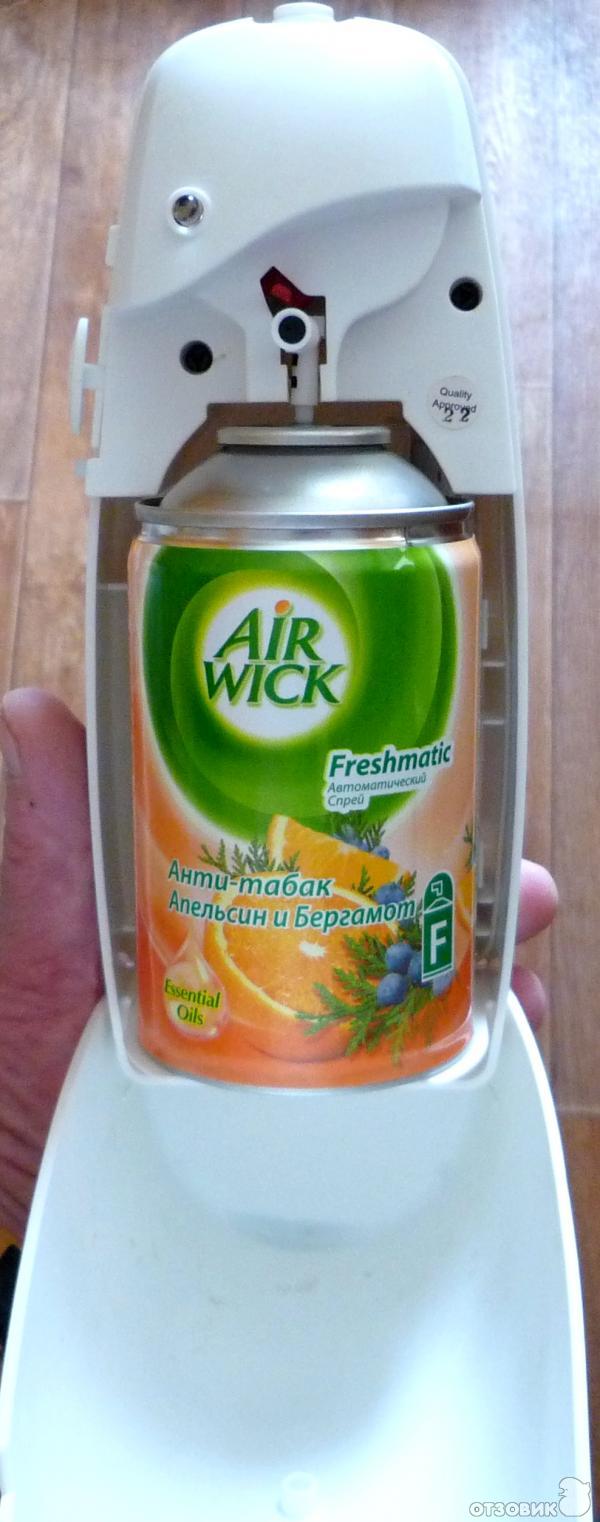 Quality
Approved
22
AIR
WICK
Freshmatic
Автоматический
Спрей
Анти-табак
Апельсин и Бергамот
F
Essential
Oils
ОТЗОВИК